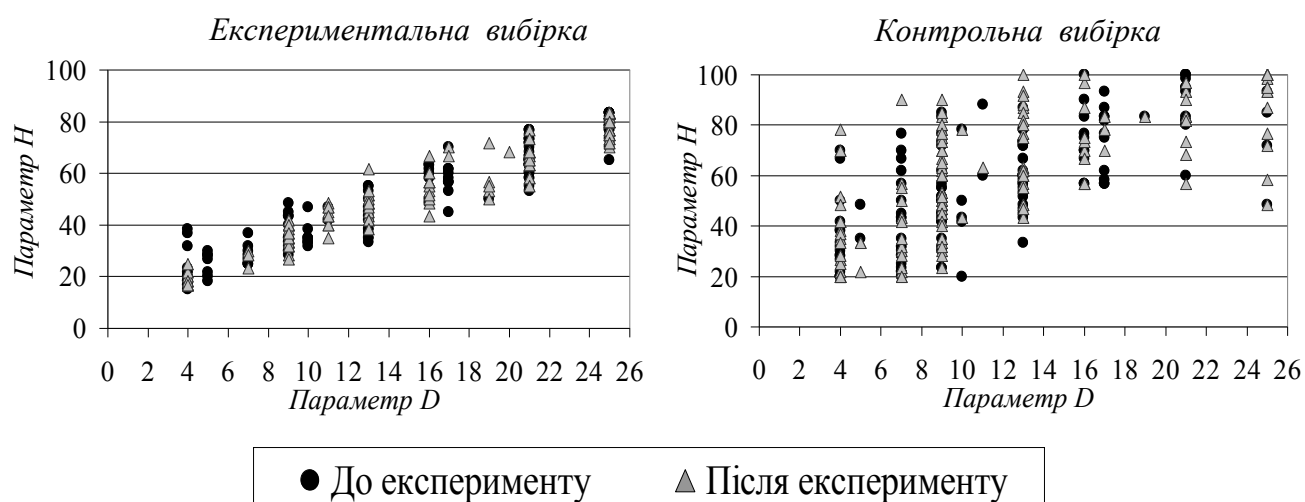 Експериментальна вибірка
Параметр H
100
80
60
40
20
0
0 2 4 6 8 10 12 14 16 18 20 22 24 26
Параметр D
Контрольна вибірка
Параметр H
100
80
60
40
20
0
0 2 4 6 8 10 12 14 16 18 20 22 24 26
Параметр D
До експерименту Після експерименту